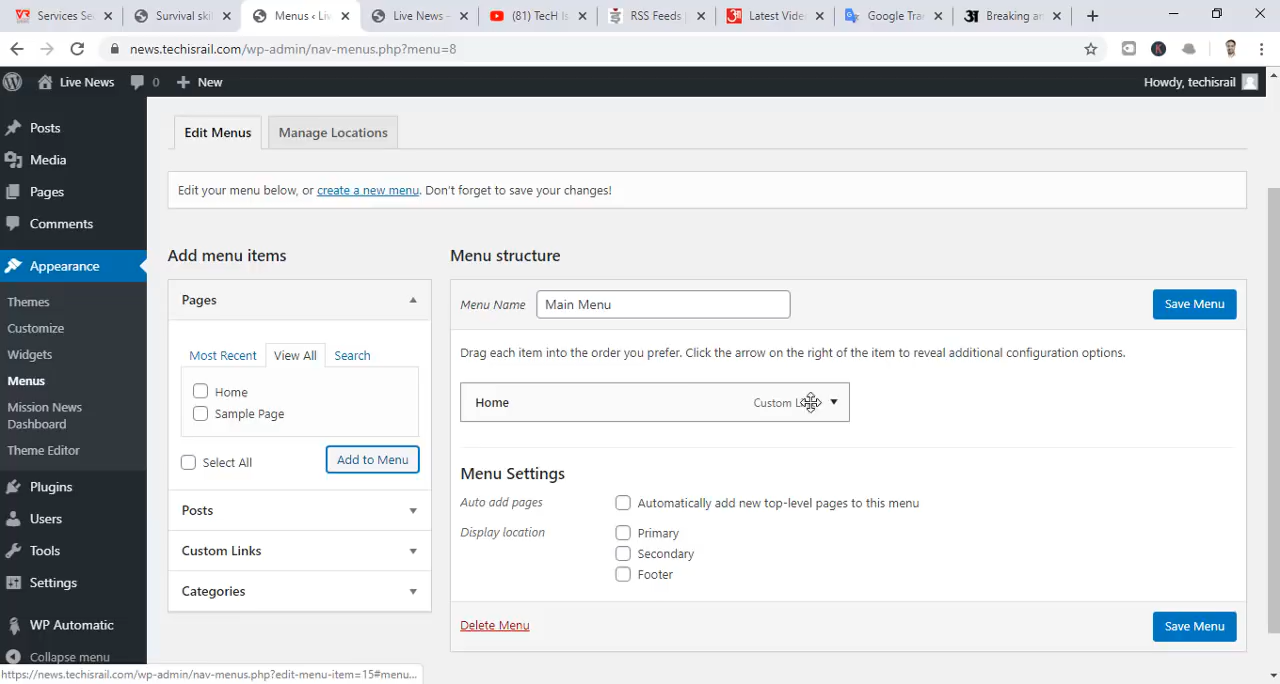 Services Se
Survival ski
Menus ‹ Liv
Live News –
(81) TecH Is
RSS Feeds
Latest Video
Google Tra
Breaking an
news.techisrail.com/wp-admin/nav-menus.php?menu=8
Live News 0 New
Howdy, techisrail
Posts
Media
Pages
Comments
Appearance
Themes
Customize
Widgets
Menus
Mission News
Dashboard
Theme Editor
Plugins
Users
Tools
Settings
WP Automatic
Collapse menu
Edit Menus
Manage Locations
Edit your menu below, or create a new menu. Don't forget to save your changes!
Add menu items
Pages
Most Recent View All Search
Home
Sample Page
Select All
Add to Menu
Posts
Custom Links
Categories
Menu structure
Menu Name Main Menu
Save Menu
Drag each item into the order you prefer. Click the arrow on the right of the item to reveal additional configuration options.
Home Custom
Menu Settings
Auto add pages
Automatically add new top-level pages to this menu
Display location
Primary
Secondary
Footer
Delete Menu
Save Menu
https://news.techisrail.com/wp-admin/nav-menus.php?edit-menu-item=15#menu...